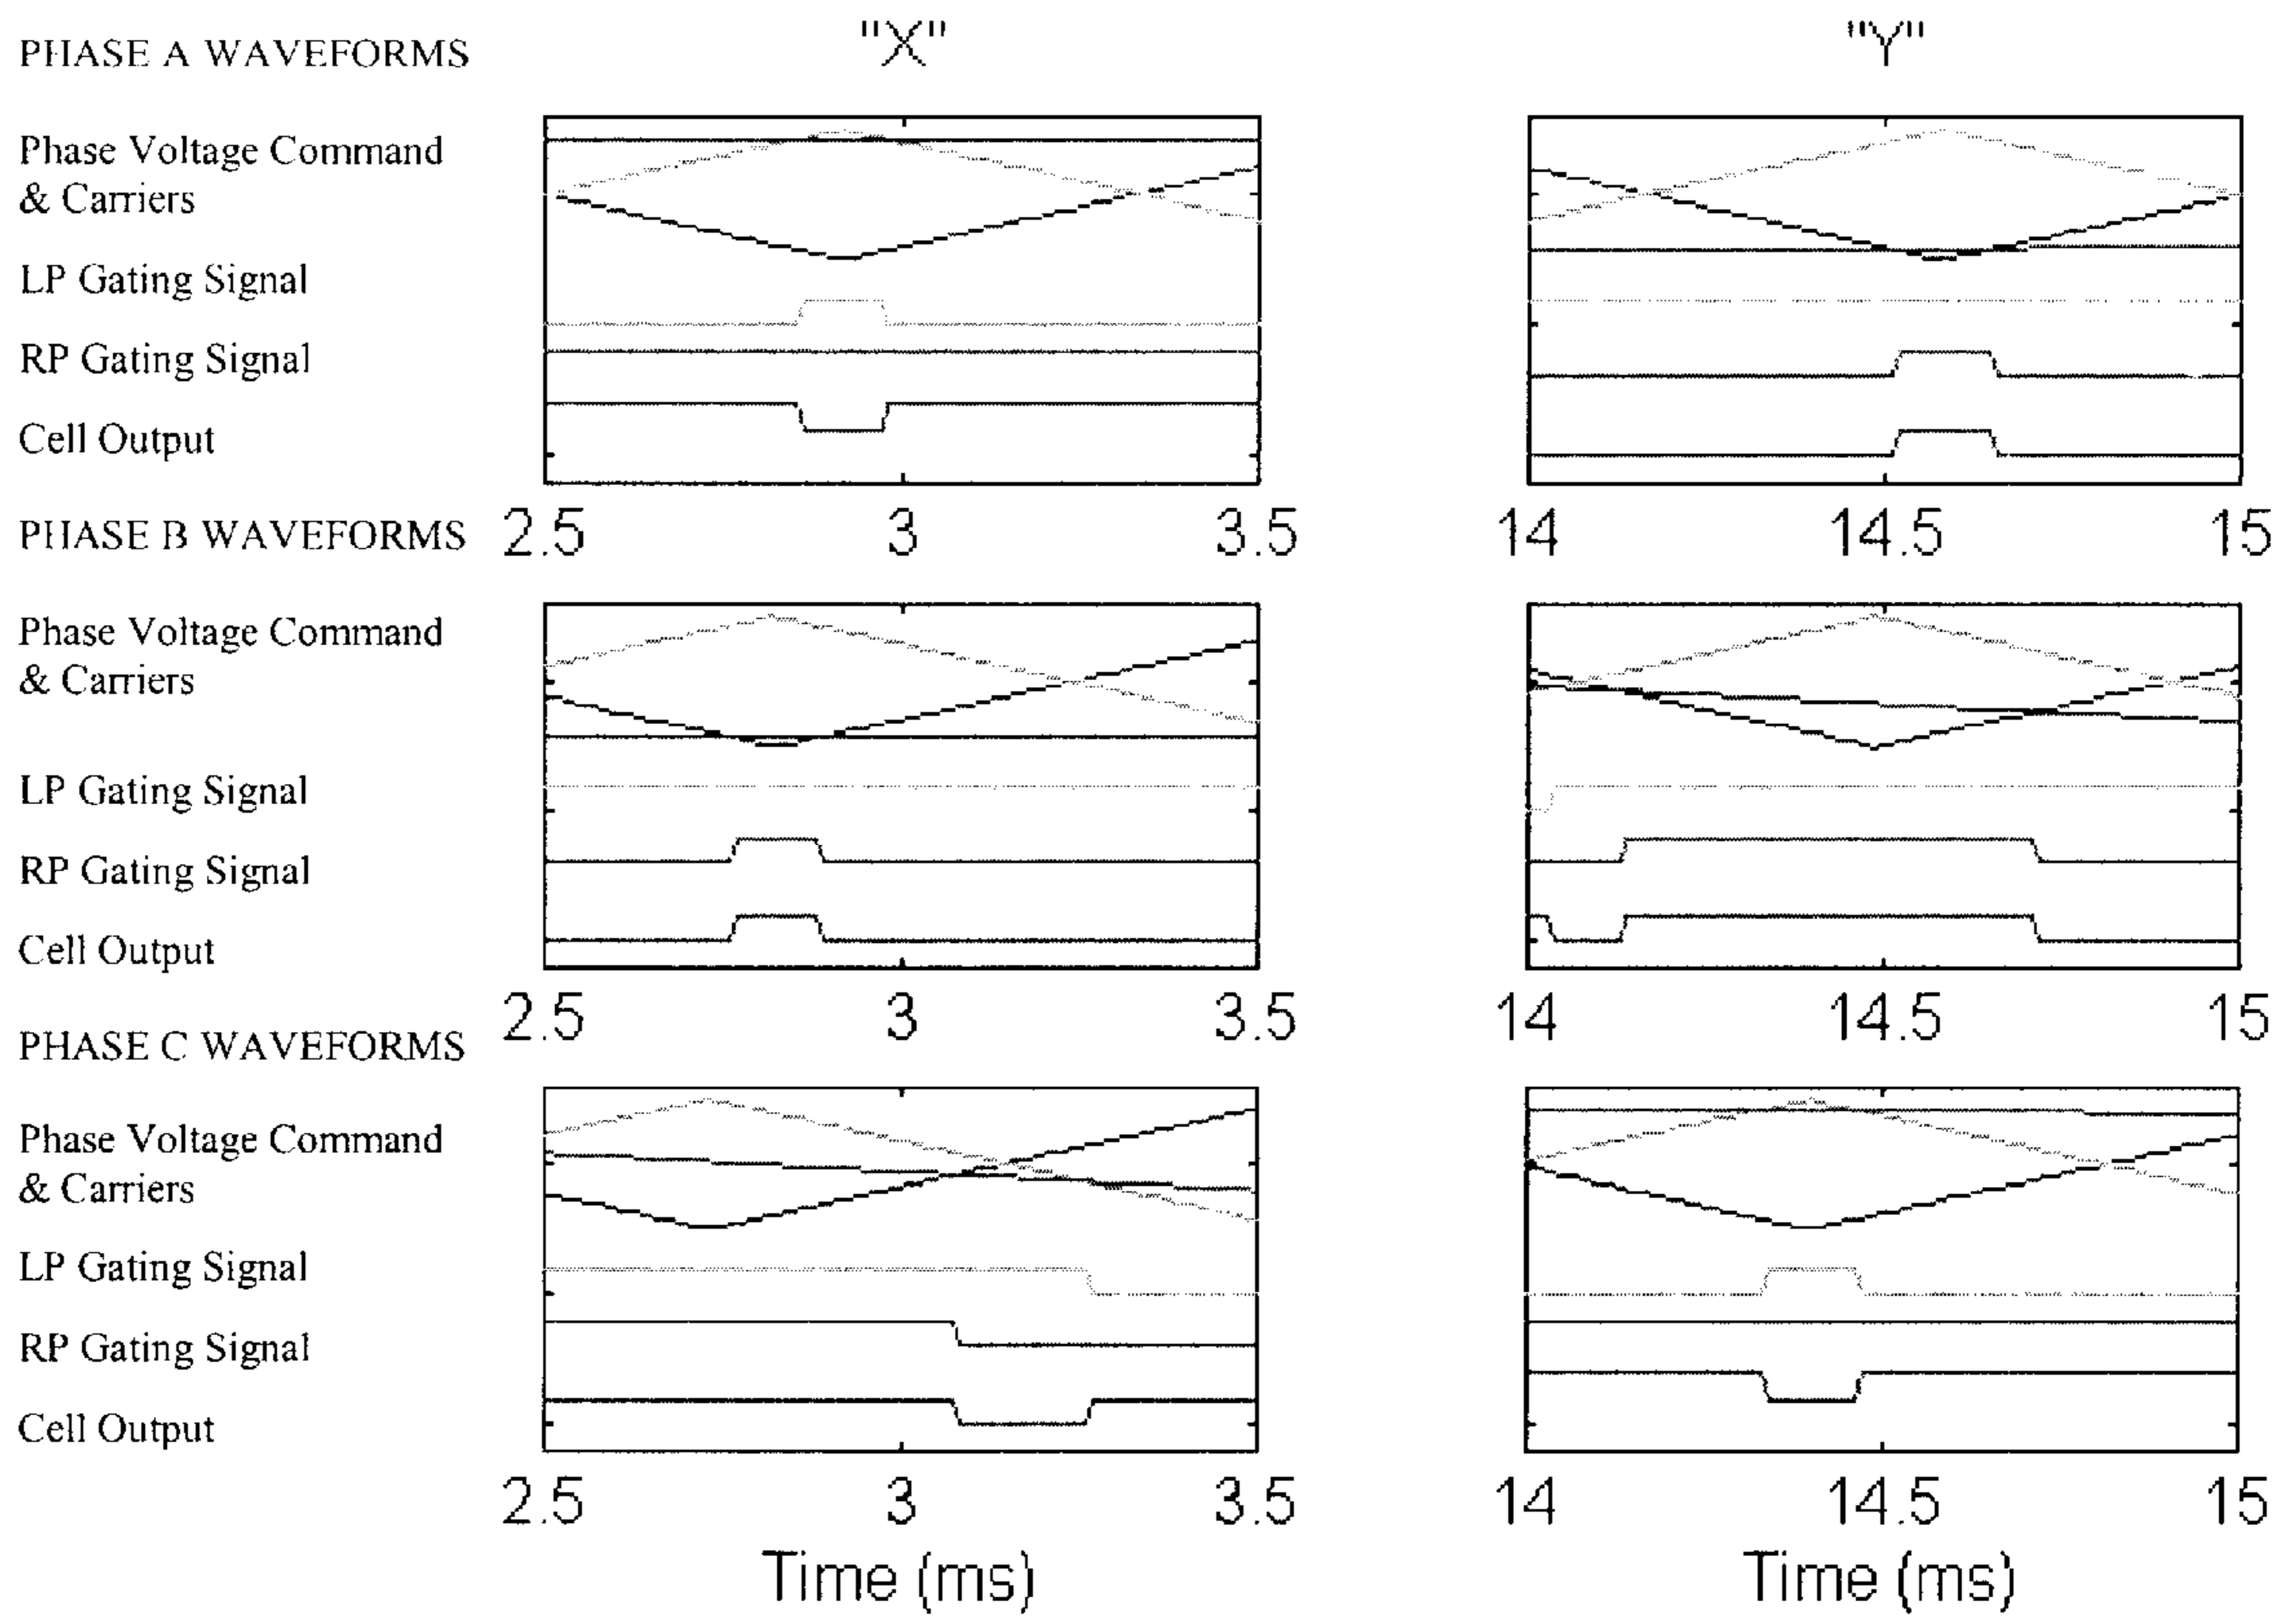 PHASE A WAVEFORMS
"X"
"Y"
Phase Voltage Command
& Carriers
LP Gating Signal
RP Gating Signal
Cell Output
2.5 3 3.5
14 14.5 15
PHASE B WAVEFORMS
Phase Voltage Command
& Carriers
LP Gating Signal
RP Gating Signal
Cell Output
2.5 3 3.5
14 14.5 15
PHASE C WAVEFORMS
Phase Voltage Command
& Carriers
LP Gating Signal
RP Gating Signal
Cell Output
2.5 3 3.5
14 14.5 15
Time (ms)
Time (ms)